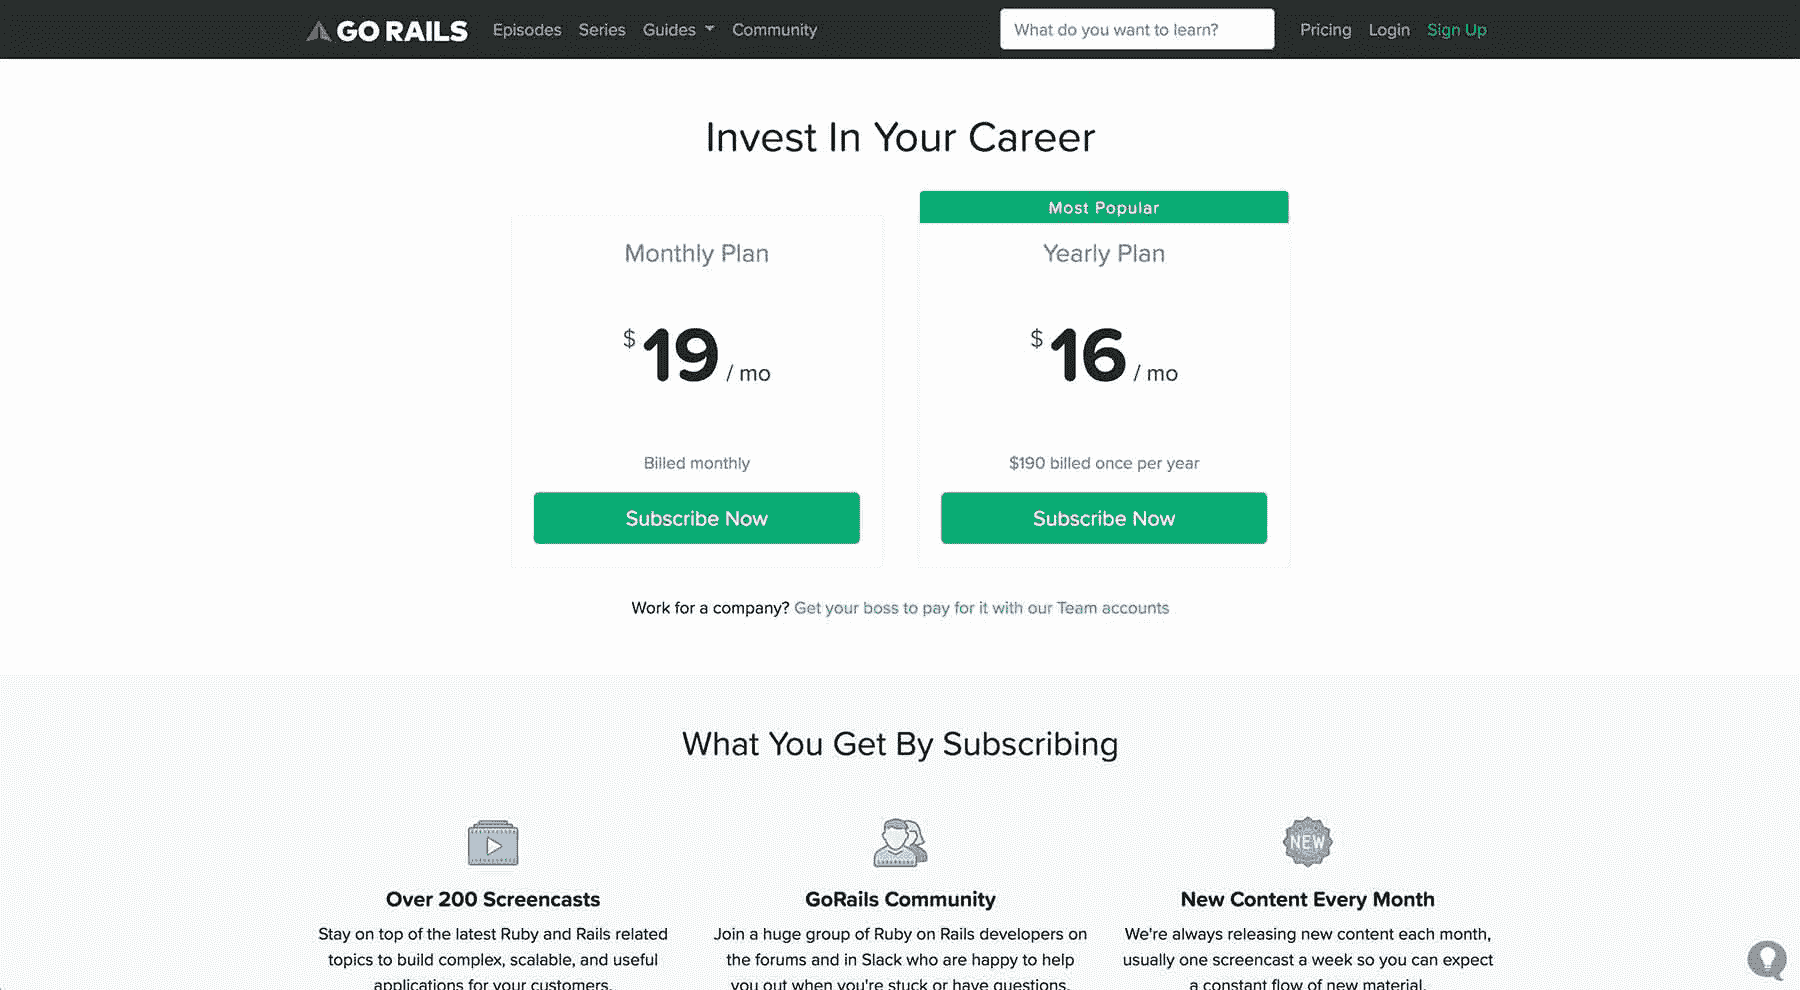 GO RAILS Episodes Series Guides Community What do you want to learn? Pricing Login Sign Up
Invest In Your Career
Monthly Plan
$19 / mo
Billed monthly
Subscribe Now
Most Popular
Yearly Plan
$16 / mo
$190 billed once per year
Subscribe Now
Work for a company? Get your boss to pay for it with our Team accounts
What You Get By Subscribing
Over 200 Screencasts
Stay on top of the latest Ruby and Rails related
topics to build complex, scalable, and useful
applications for your customers.
GoRails Community
Join a huge group of Ruby on Rails developers on
the forums and in Slack who are happy to help
you out when you're stuck or have questions.
NEW
New Content Every Month
We're always releasing new content each month,
usually one screencast a week so you can expect
a constant flow of new material.